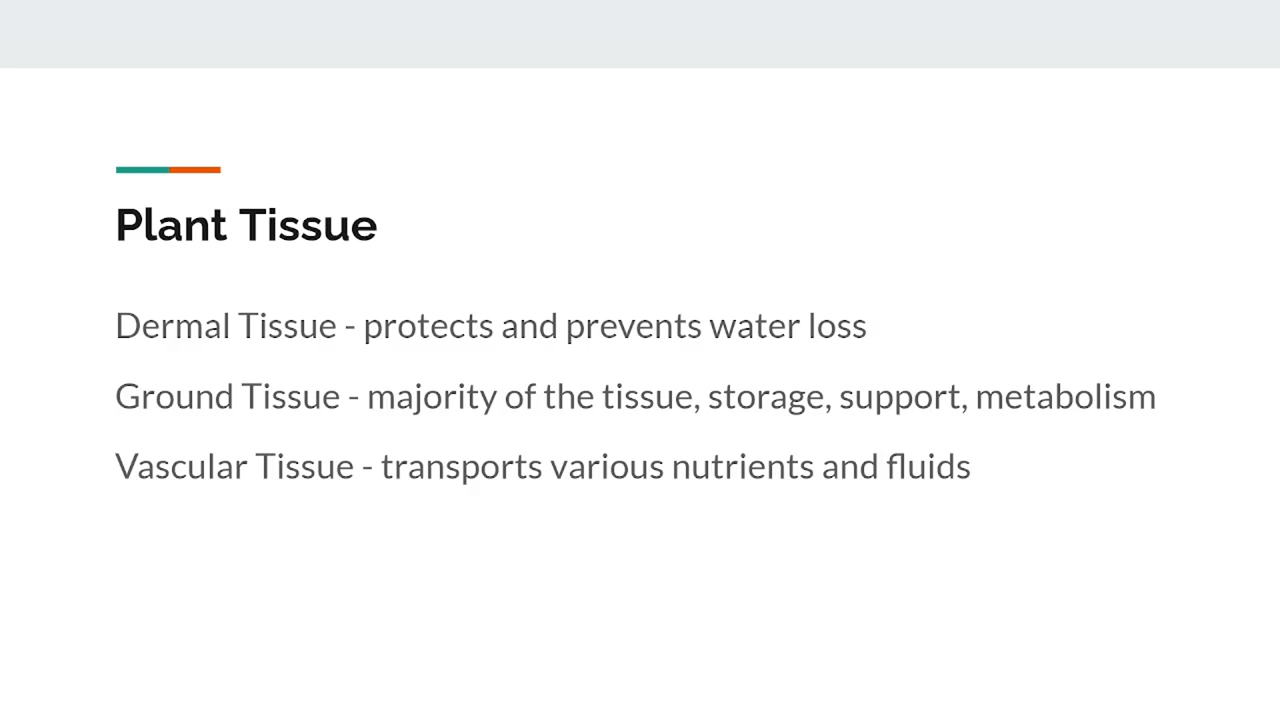 Plant Tissue
Dermal Tissue - protects and prevents water loss
Ground Tissue - majority of the tissue, storage, support, metabolism
Vascular Tissue - transports various nutrients and fluids